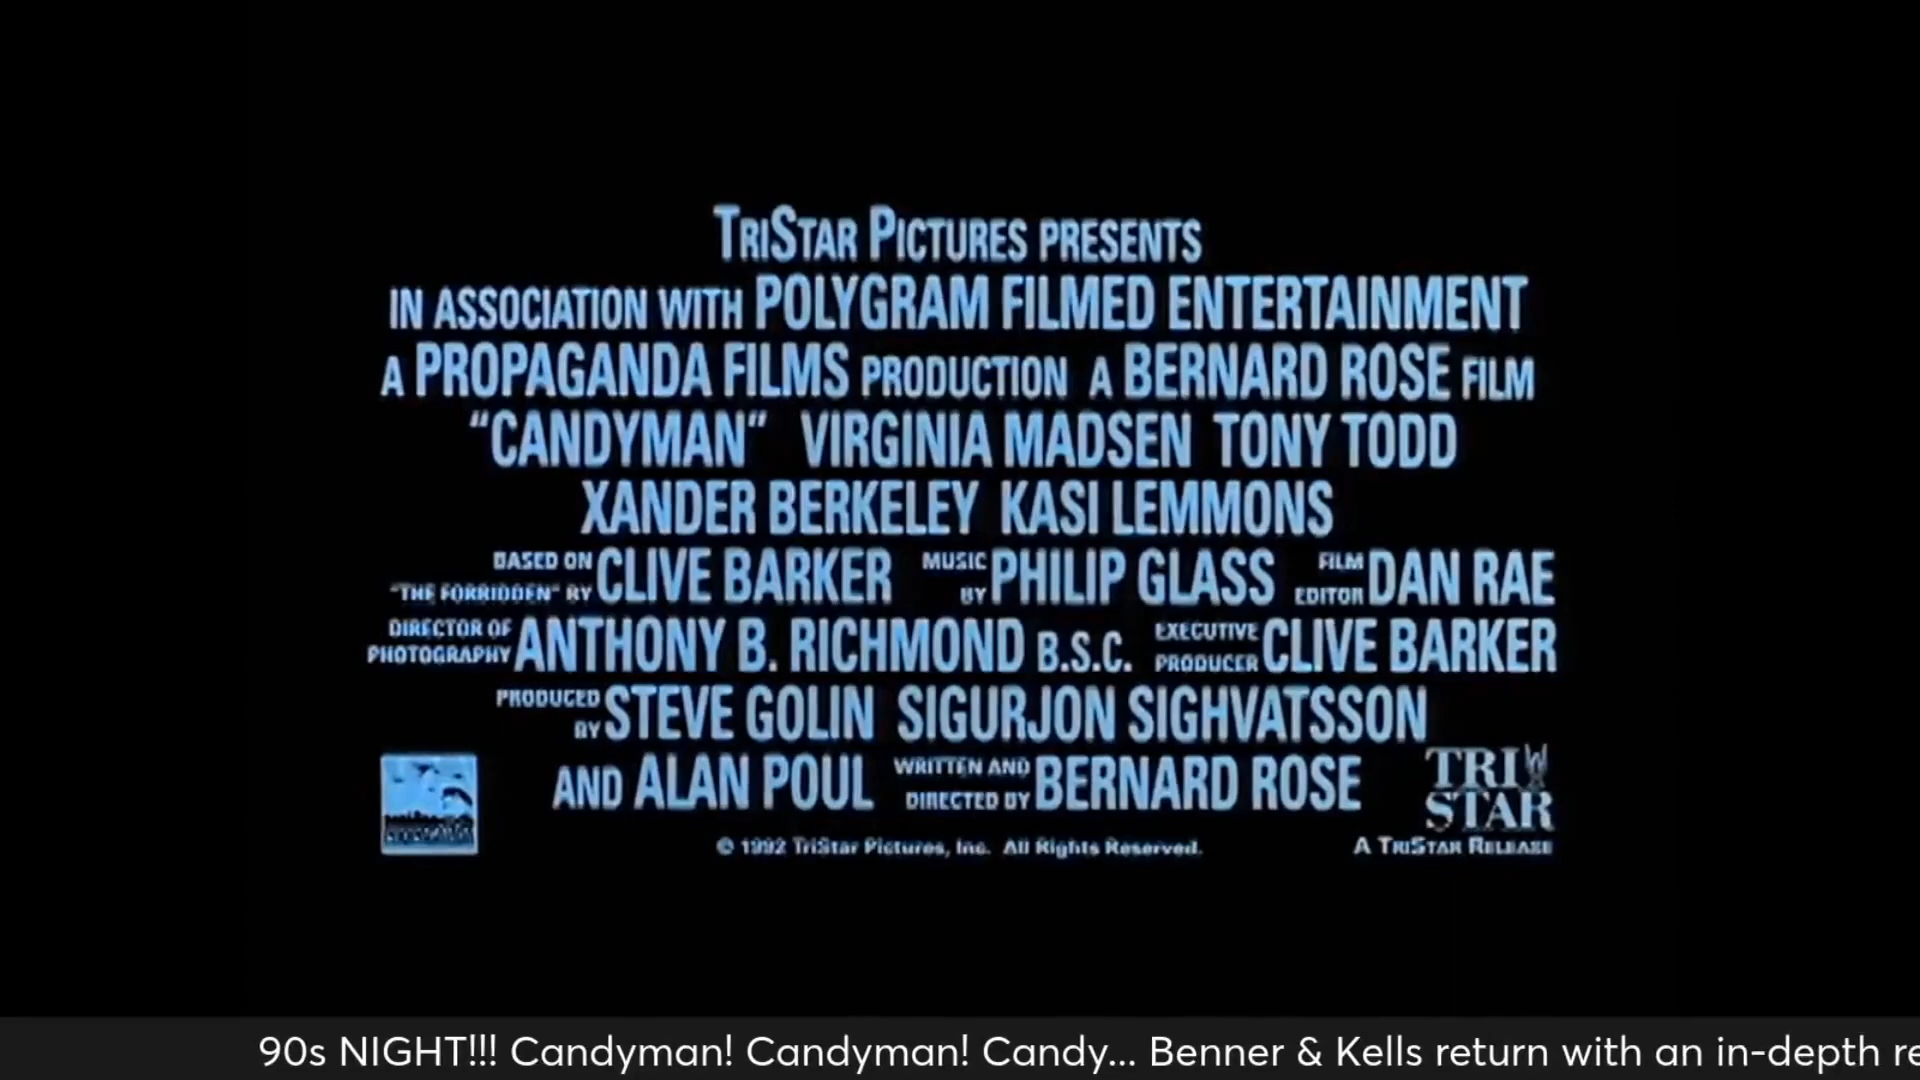 TRISTAR PICTURES PRESENTS
IN ASSOCIATION WITH POLYGRAM FILMED ENTERTAINMENT
A PROPAGANDA FILMS PRODUCTION A BERNARD ROSE FILM
"CANDYMAN" VIRGINIA MADSEN TONY TODD
XANDER BERKELEY KASI LEMMONS
BASED ON "THE FORBIDDEN" BY CLIVE BARKER MUSIC BY PHILIP GLASS FILM EDITOR DAN RAE
DIRECTOR OF PHOTOGRAPHY ANTHONY B. RICHMOND B.S.C. EXECUTIVE PRODUCER CLIVE BARKER
PRODUCED BY STEVE GOLIN SIGURJON SIGHVATSSON
AND ALAN POUL WRITTEN AND DIRECTED BY BERNARD ROSE
TRI
STAR
© 1992 TriStar Pictures, Inc. All Rights Reserved.
A TRISTAR RELEASE
90s NIGHT!!! Candyman! Candyman! Candy... Benner & Kells return with an in-depth re